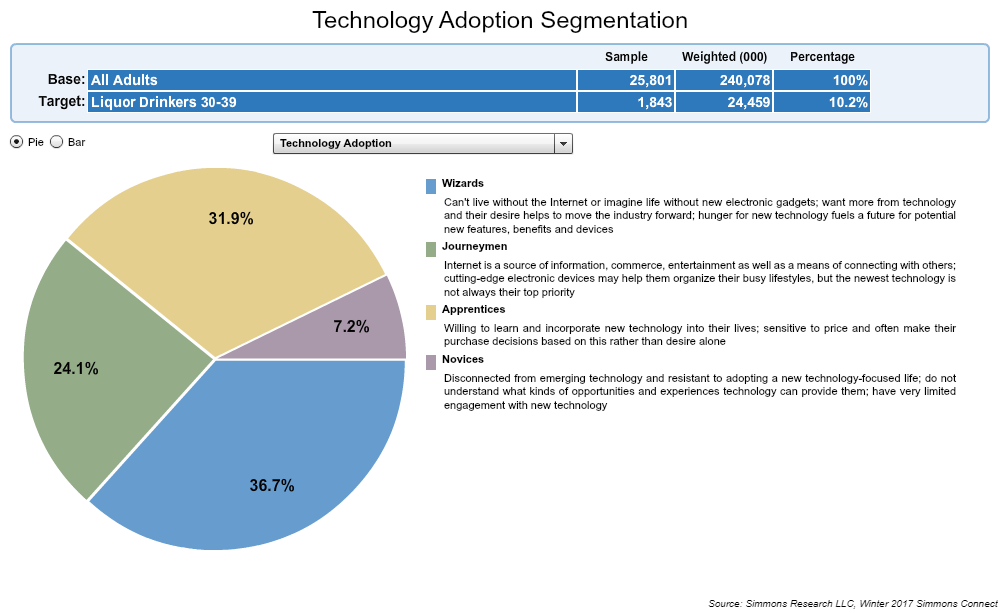 Technology Adoption Segmentation
Sample Weighted (000) Percentage
Base: All Adults 25,801 240,078 100%
Target: Liquor Drinkers 30-39 1,843 24,459 10.2%
Pie Bar Technology Adoption
31.9%
7.2%
24.1%
36.7%
Wizards
Can't live without the Internet or imagine life without new electronic gadgets; want more from technology
and their desire helps to move the industry forward; hunger for new technology fuels a future for potential
new features, benefits and devices
Journeymen
Internet is a source of information, commerce, entertainment as well as a means of connecting with others;
cutting-edge electronic devices may help them organize their busy lifestyles, but the newest technology is
not always their top priority
Apprentices
Willing to learn and incorporate new technology into their lives; sensitive to price and often make their
purchase decisions based on this rather than desire alone
Novices
Disconnected from emerging technology and resistant to adopting a new technology-focused life; do not
understand what kinds of opportunities and experiences technology can provide them; have very limited
engagement with new technology
Source: Simmons Research LLC, Winter 2017 Simmons Connect